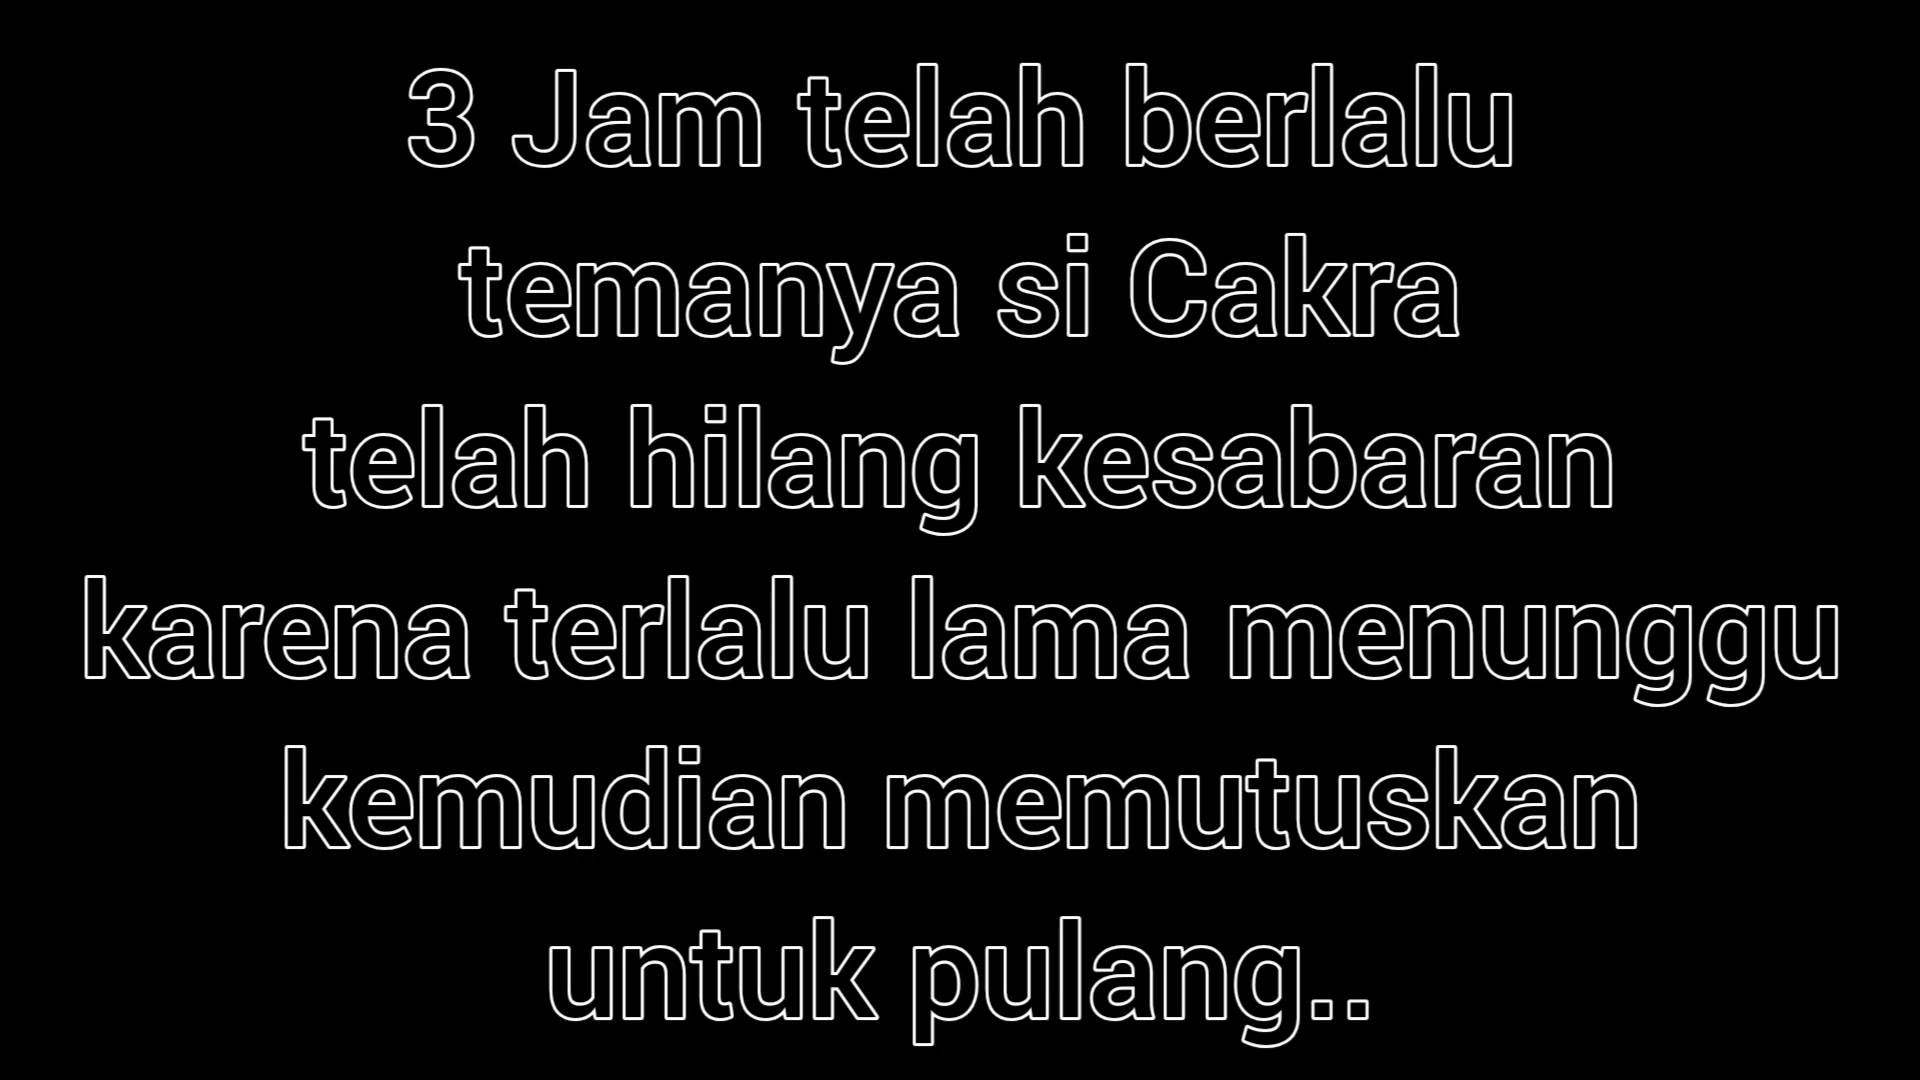 3 Jam telah berlalu
temanya si Cakra
telah hilang kesabaran
karena terlalu lama menunggu
kemudian memutuskan
untuk pulang..